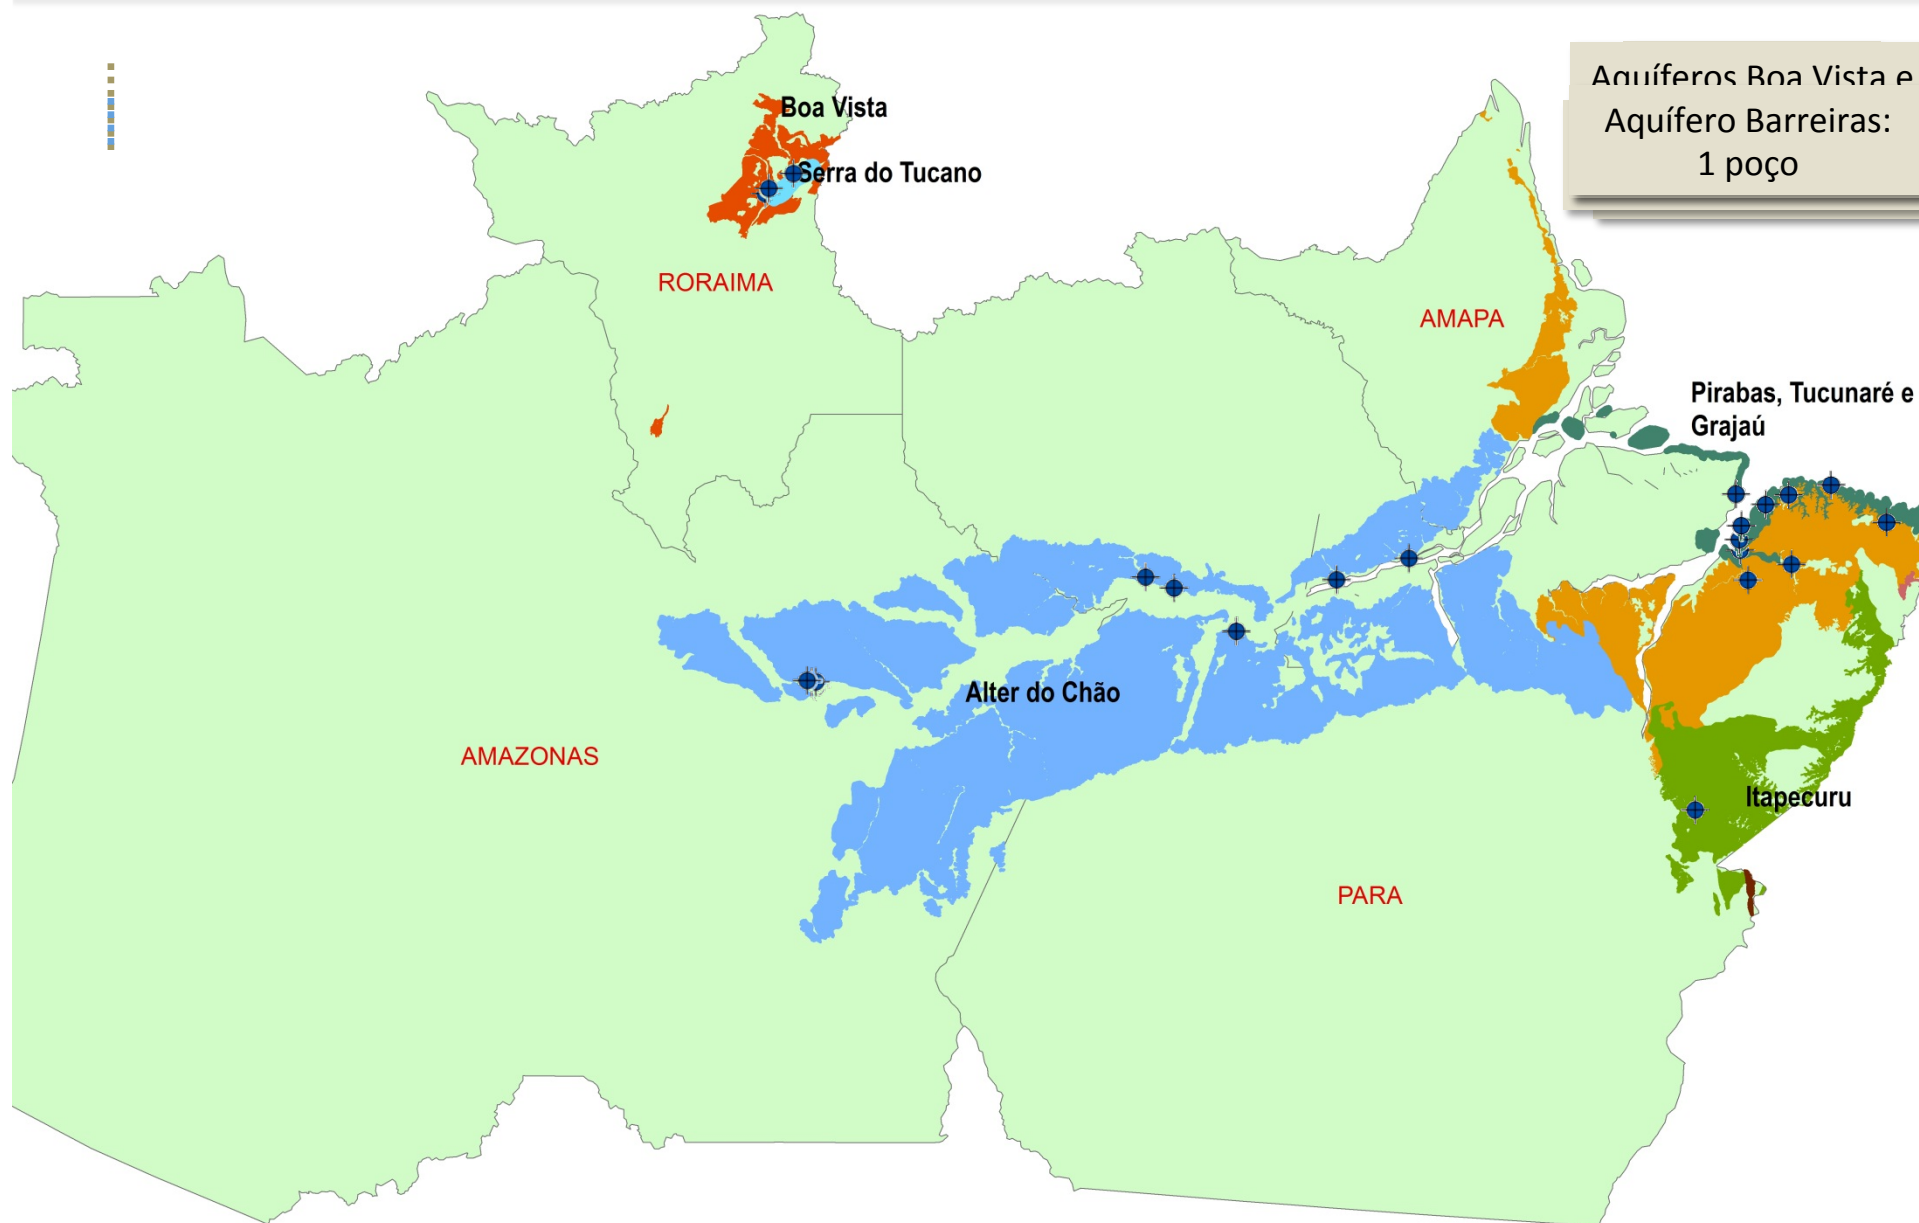 Aquíferos Boa Vista e
Aquífero Barreiras:
1 poço
Boa Vista
Serra do Tucano
RORAIMA
AMAPA
Pirabas, Tucunaré e
Grajaú
Alter do Chão
AMAZONAS
Itapecuru
PARA